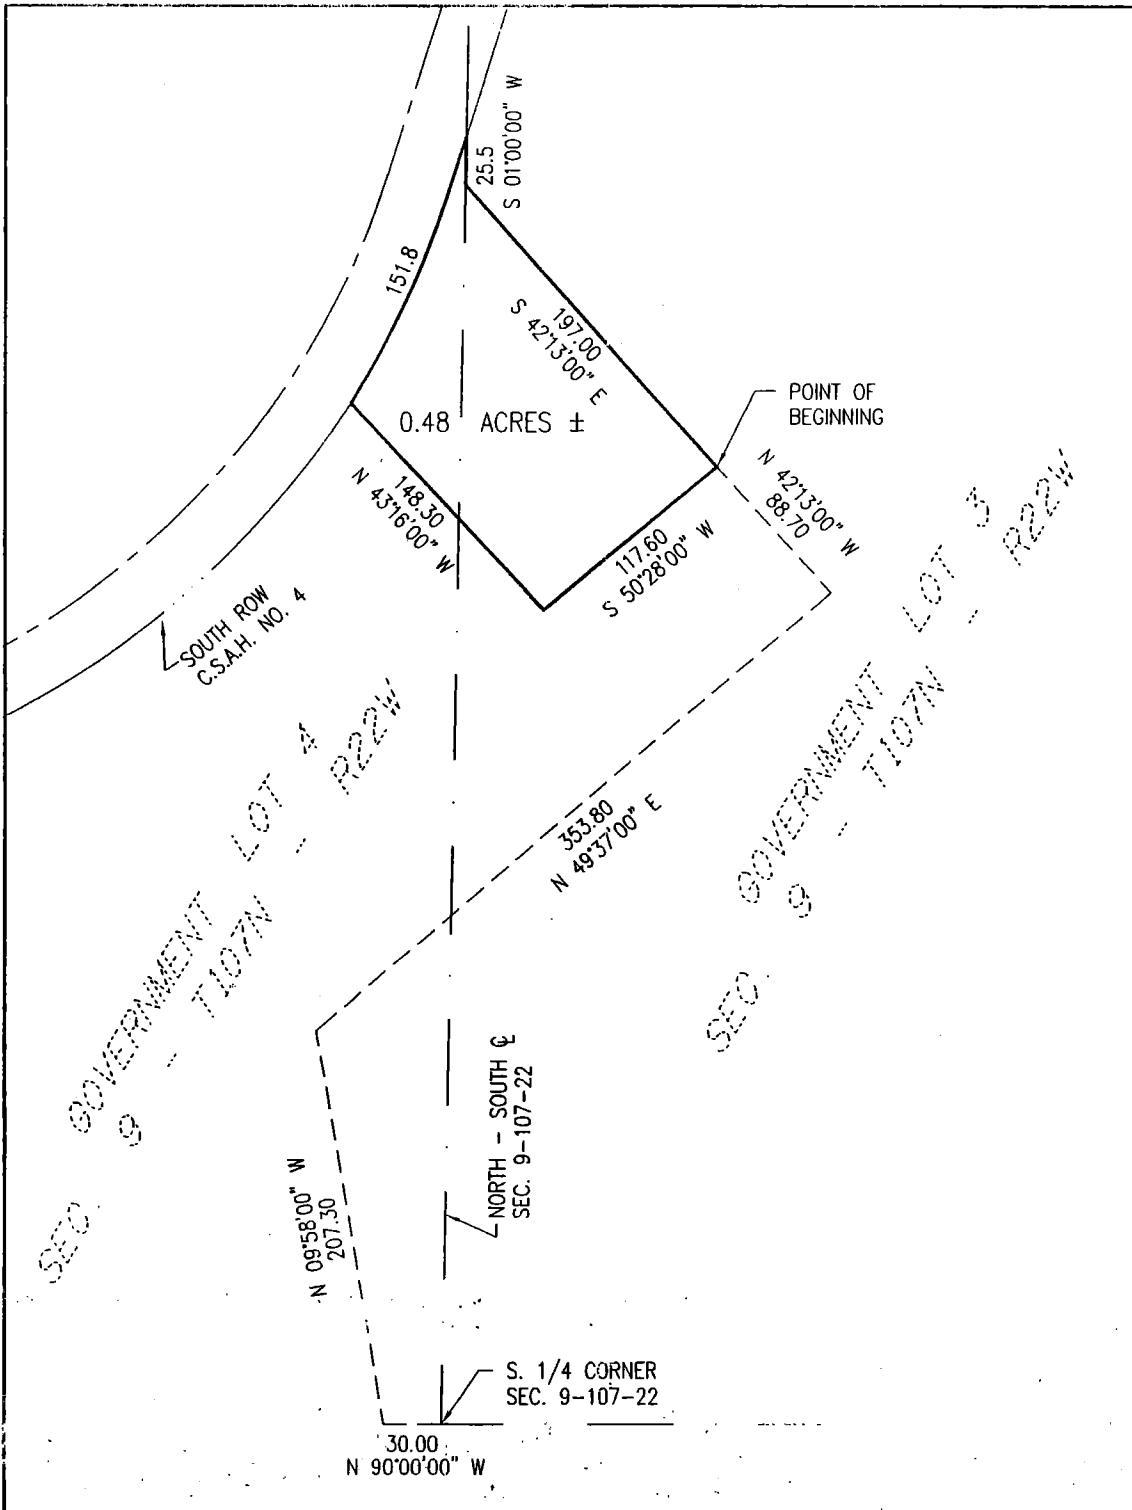 25.5
S 01°00'00" W
151.8
197.00
S 42°13'00" E
0.48 ACRES ±
POINT OF
BEGINNING
148.30
N 43°16'00" W
N 42°13'00" W
88.70
117.60
S 50°28'00" W
SOUTH ROW
C.S.A.H. NO. 4
GOVERNMENT LOT 3
SEC. 9 - T107N - R22W
GOVERNMENT LOT 4
SEC. 9 - T107N - R22W
353.80
N 49°37'00" E
NORTH - SOUTH ℄
SEC. 9-107-22
N 09°58'00" W
207.30
S. 1/4 CORNER
SEC. 9-107-22
30.00
N 90°00'00" W